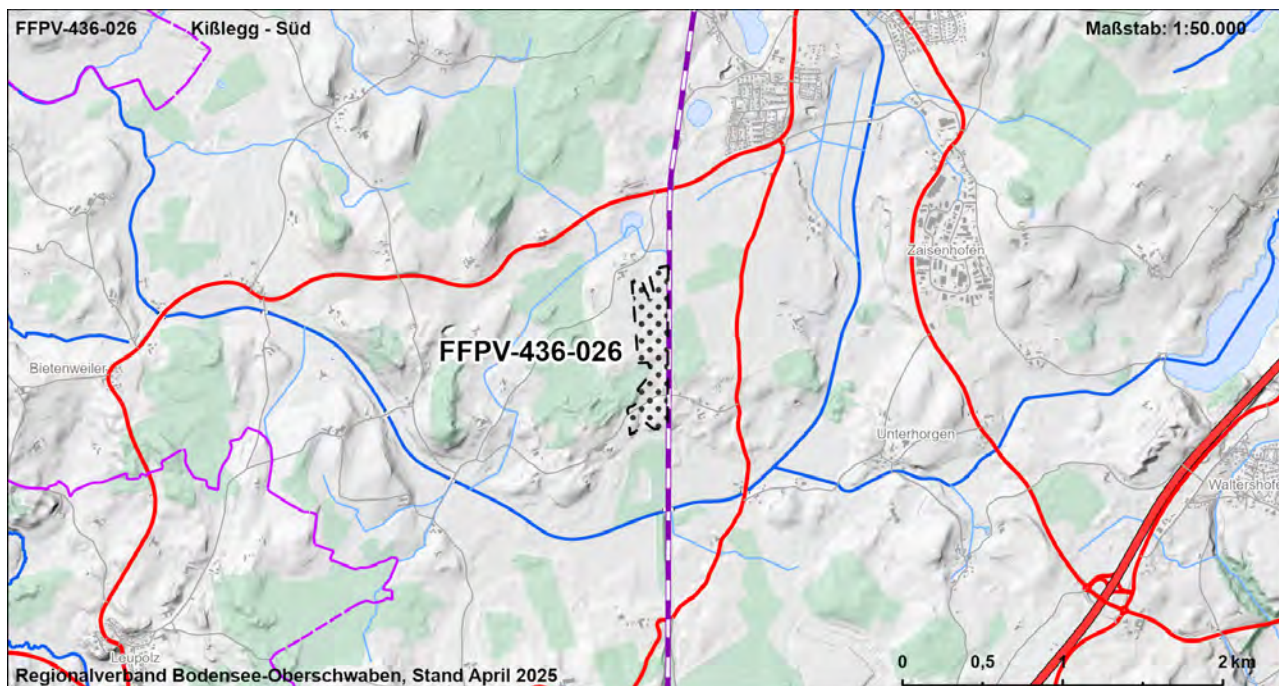 FFPV-436-026 Kißlegg - Süd Maßstab: 1:50.000
Zaisenhofen
FFPV-436-026
Bietenweiler
Unterhorgen
Waltershofe
Leupolz
0 0,5 1 2 km
Regionalverband Bodensee-Oberschwaben, Stand April 2025